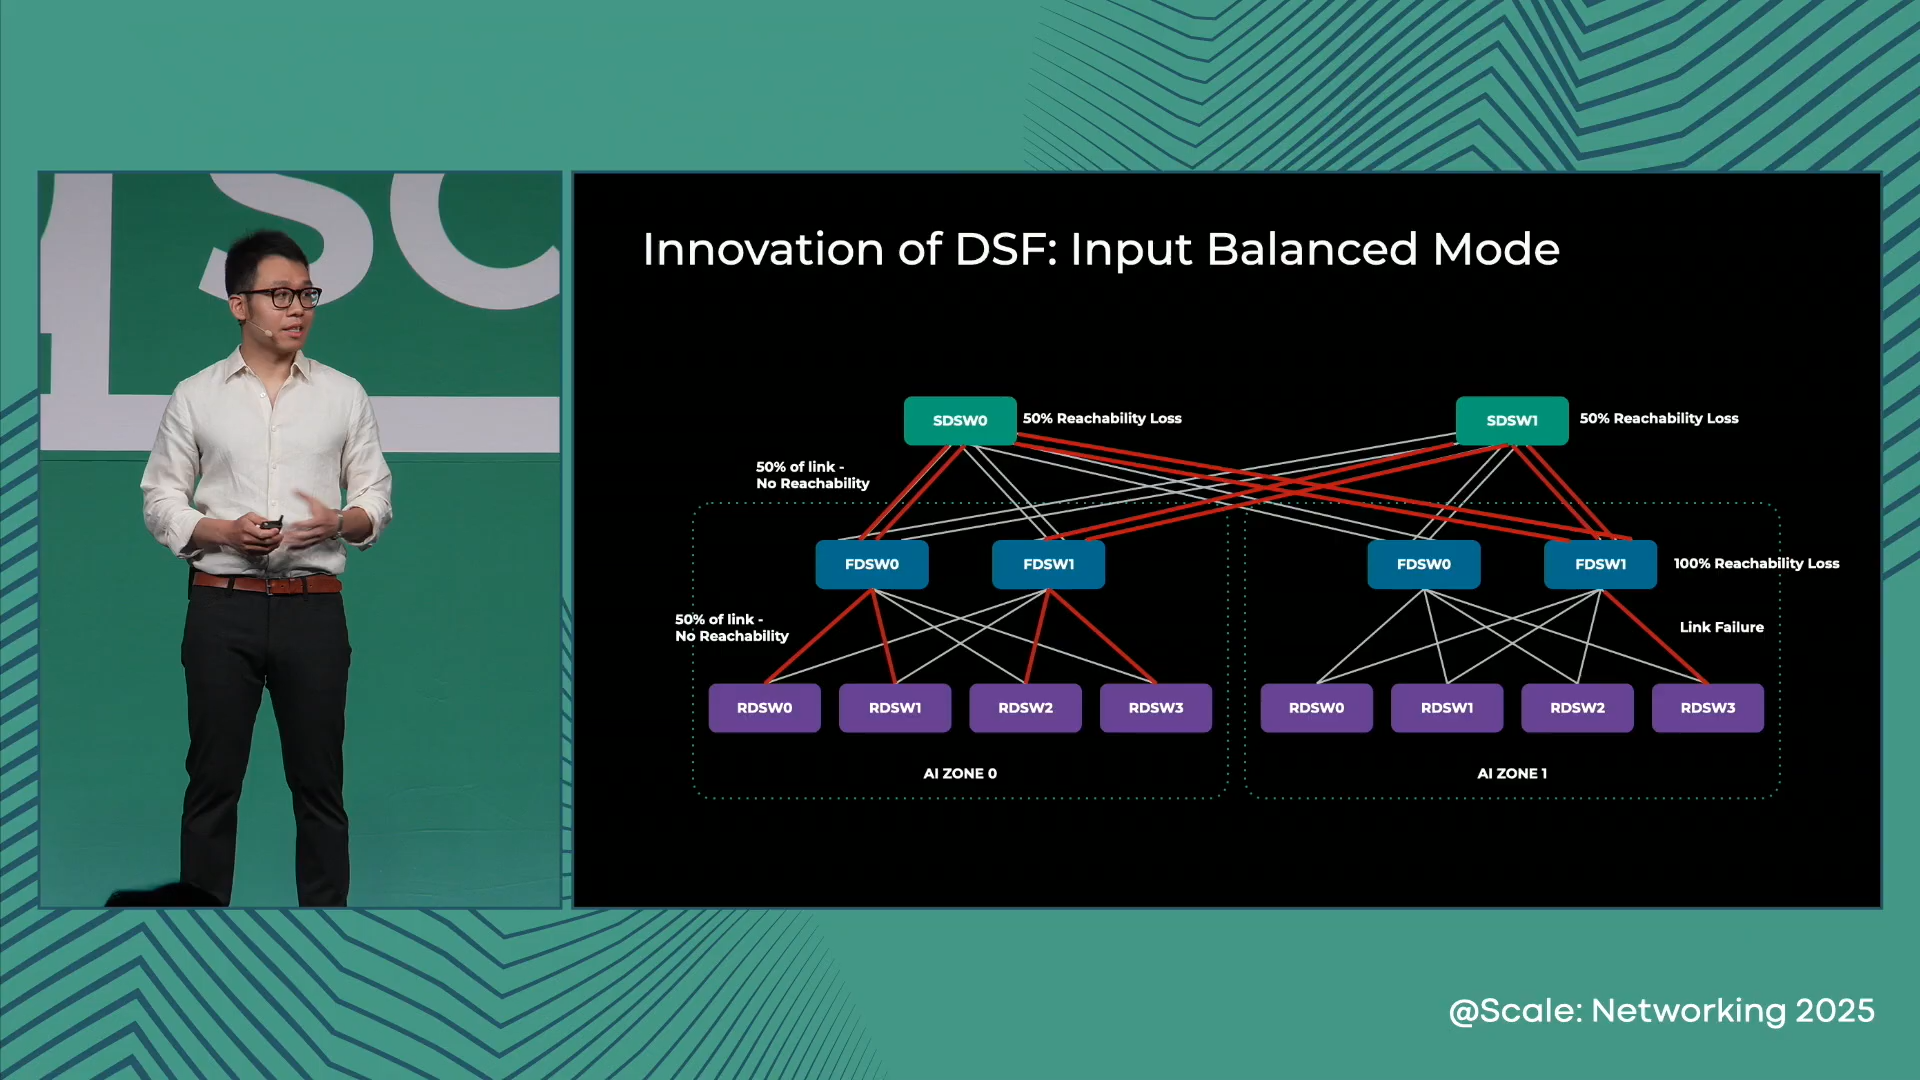 sc
Innovation of DSF: Input Balanced Mode
SDSW0
50% Reachability Loss
SDSW1
50% Reachability Loss
50% of link -
No Reachability
FDSW0
FDSW1
FDSW0
FDSW1
100% Reachability Loss
50% of link -
No Reachability
Link Failure
RDSW0
RDSW1
RDSW2
RDSW3
RDSW0
RDSW1
RDSW2
RDSW3
AI ZONE 0
AI ZONE 1
@Scale: Networking 2025